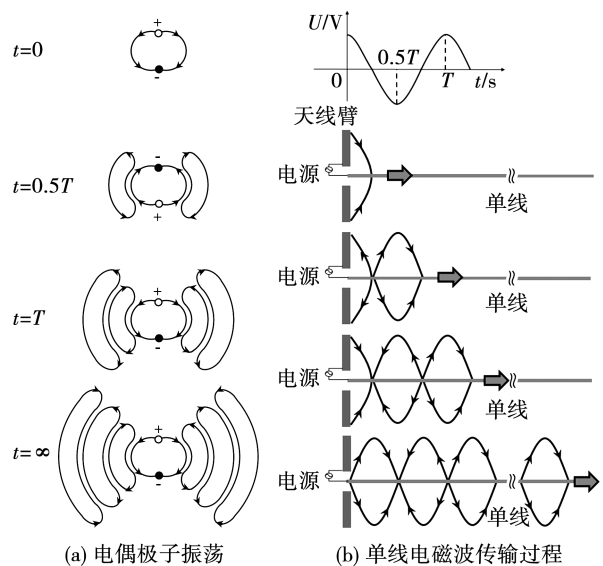 +
t=0
-
-
t=0.5T
+
+
t=T
-
+
t=∞
-
(a) 电偶极子振荡
U/V
0.5T
0
T
t/s
天线臂
电源
单线
电源
单线
电源
单线
电源
单线
(b) 单线电磁波传输过程